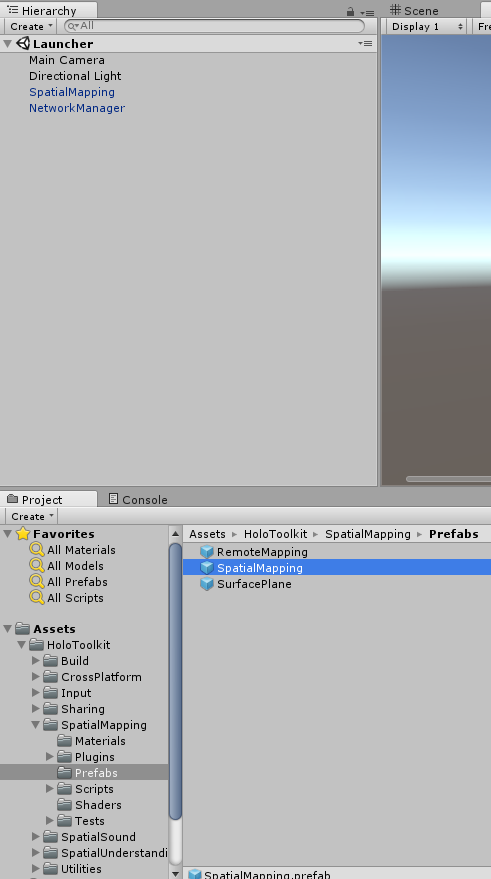 Hierarchy
Create
All
Launcher
Main Camera
Directional Light
SpatialMapping
NetworkManager
Scene
Display 1
Fre
Project
Console
Create
Favorites
All Materials
All Models
All Prefabs
All Scripts
Assets
HoloToolkit
Build
CrossPlatform
Input
Sharing
SpatialMapping
Materials
Plugins
Prefabs
Scripts
Shaders
Tests
SpatialSound
SpatialUnderstandi
Utilities
Assets HoloToolkit SpatialMapping Prefabs
RemoteMapping
SpatialMapping
SurfacePlane
SpatialMapping.prefab